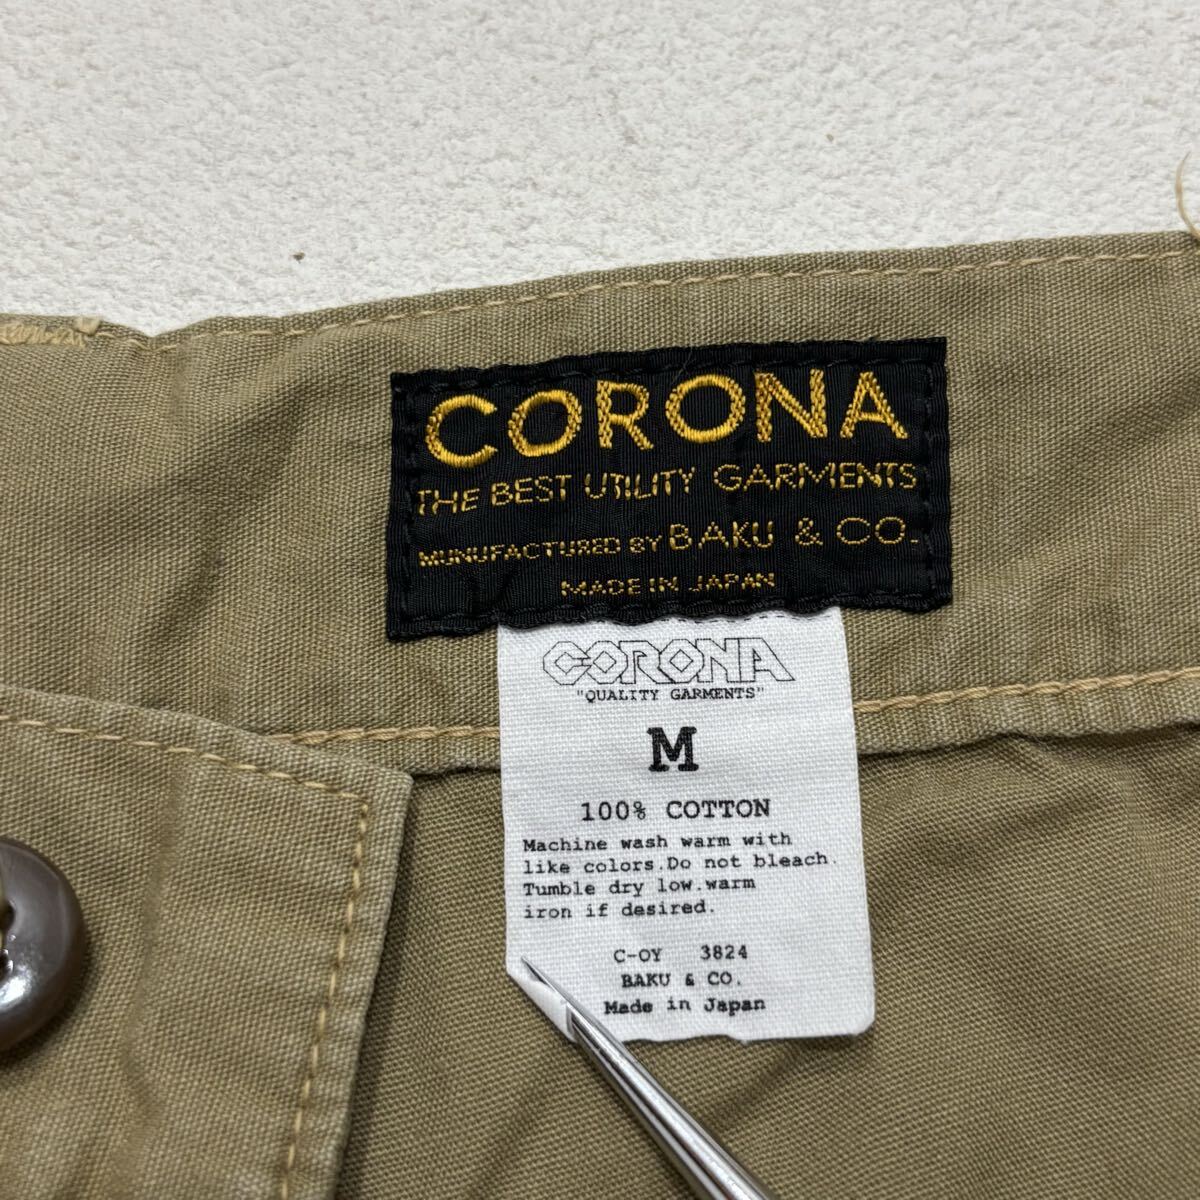 CORONA
THE BEST UTILITY GARMENTS
MUNUFACTURED BY BAKU & CO.
MADE IN JAPAN
CORONA
"QUALITY GARMENTS"
M
100% COTTON
Machine wash warm with
like colors.Do not bleach.
Tumble dry low.warm
iron if desired.
C-OY 3824
BAKU & CO.
Made in Japan